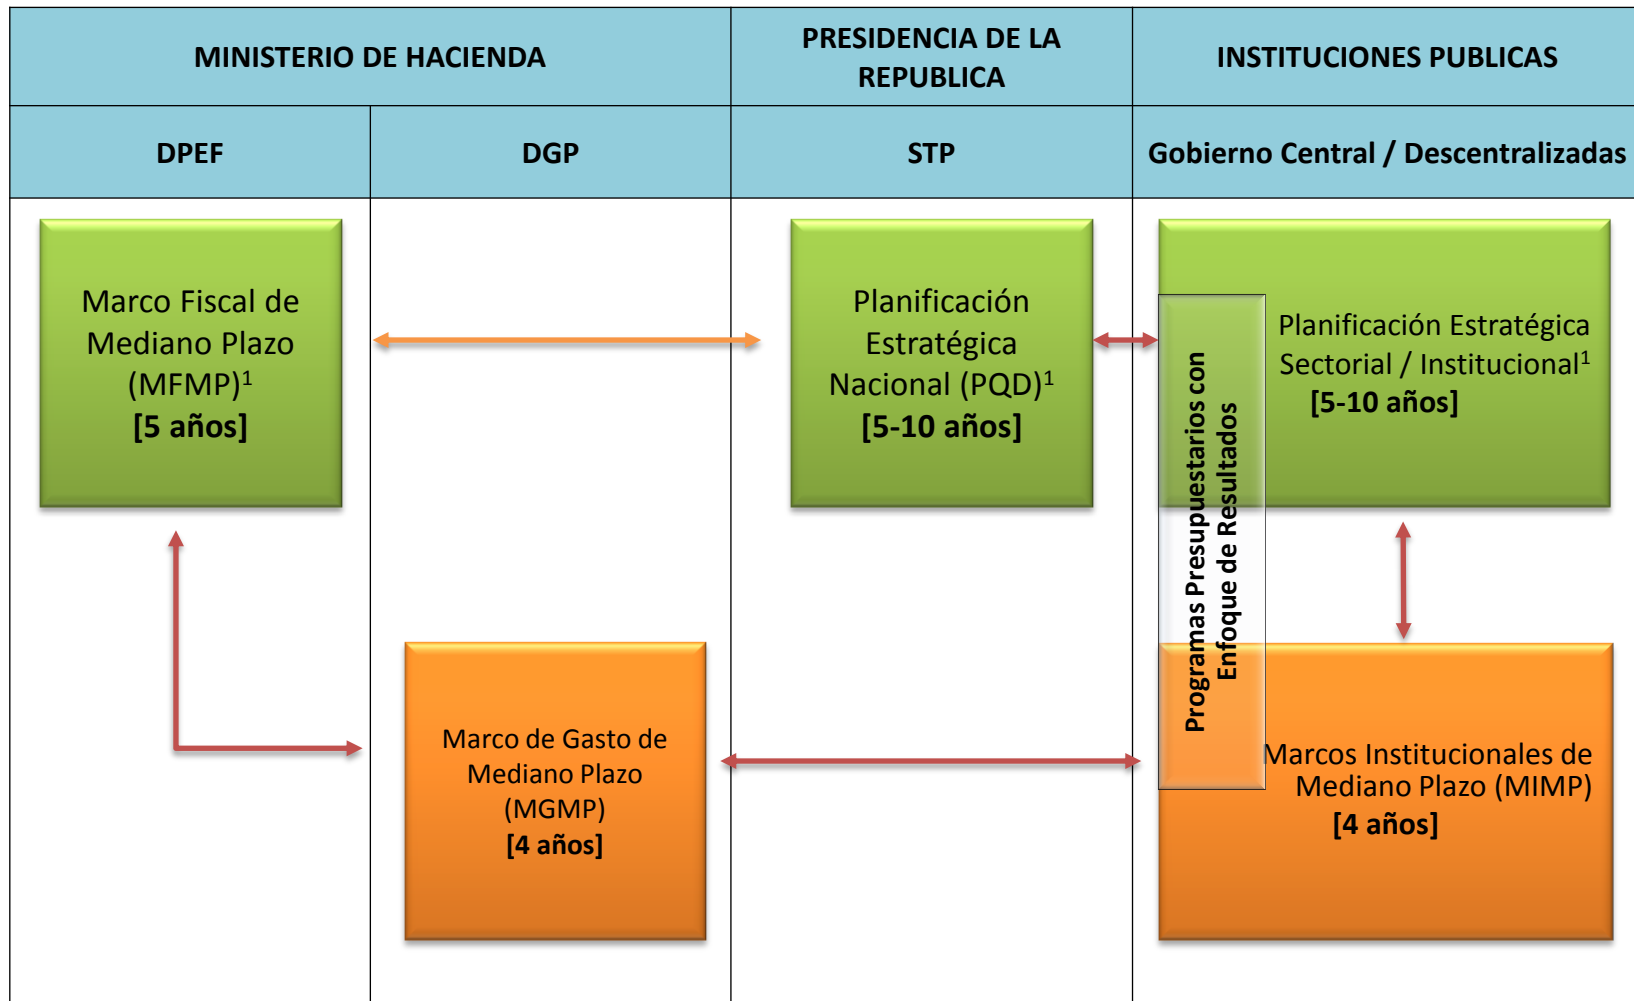 MINISTERIO DE HACIENDA
PRESIDENCIA DE LA
REPUBLICA
INSTITUCIONES PUBLICAS
DPEF
DGP
STP
Gobierno Central / Descentralizadas
Marco Fiscal de
Mediano Plazo
(MFMP)¹
[5 años]
Planificación
Estratégica
Nacional (PQD)¹
[5-10 años]
Planificación Estratégica
Sectorial / Institucional¹
[5-10 años]
Programas Presupuestarios con
Enfoque de Resultados
Marco de Gasto de
Mediano Plazo
(MGMP)
[4 años]
Marcos Institucionales de
Mediano Plazo (MIMP)
[4 años]